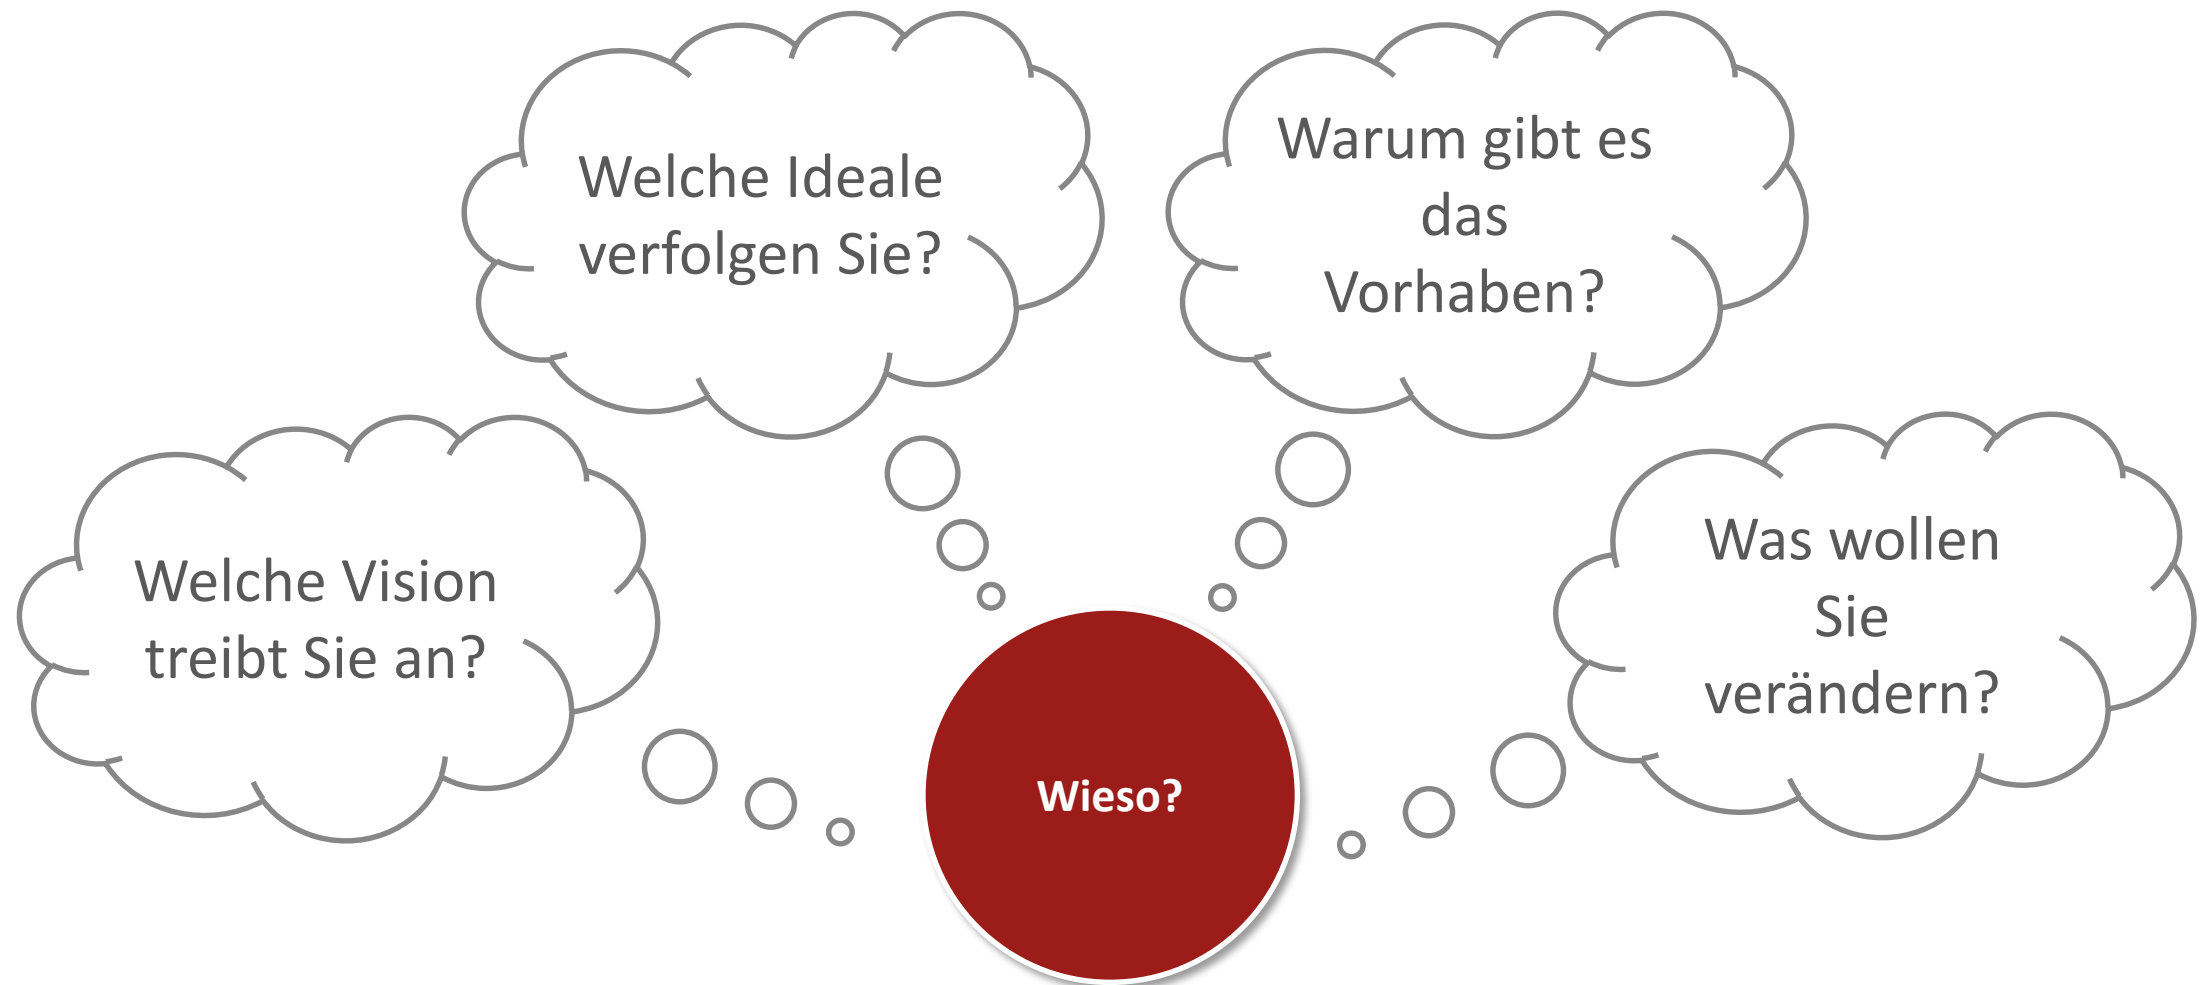 Welche Vision
treibt Sie an?
Welche Ideale
verfolgen Sie?
Warum gibt es
das
Vorhaben?
Was wollen
Sie
verändern?
Wieso?